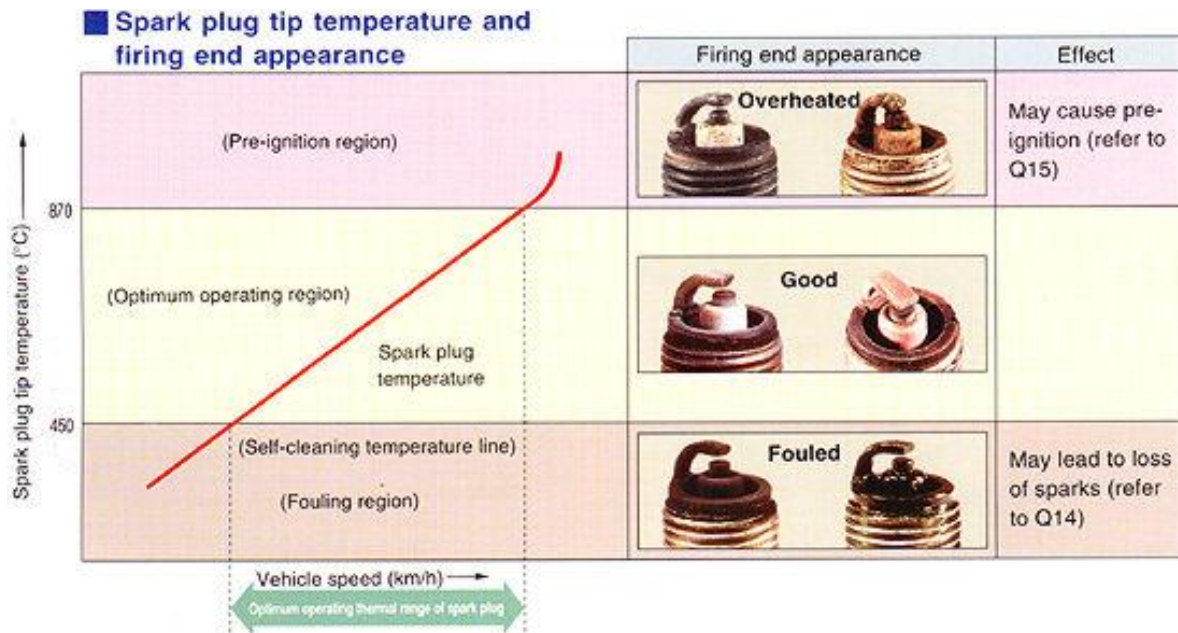 Spark plug tip temperature and
firing end appearance
Firing end appearance
Effect
(Pre-ignition region)
Overheated
May cause pre-
ignition (refer to
Q15)
870
Spark plug tip temperature (°C)
(Optimum operating region)
Good
Spark plug
temperature
450
(Self-cleaning temperature line)
(Fouling region)
Fouled
May lead to loss
of sparks (refer
to Q14)
Vehicle speed (km/h)
Optimum operating thermal range of spark plug